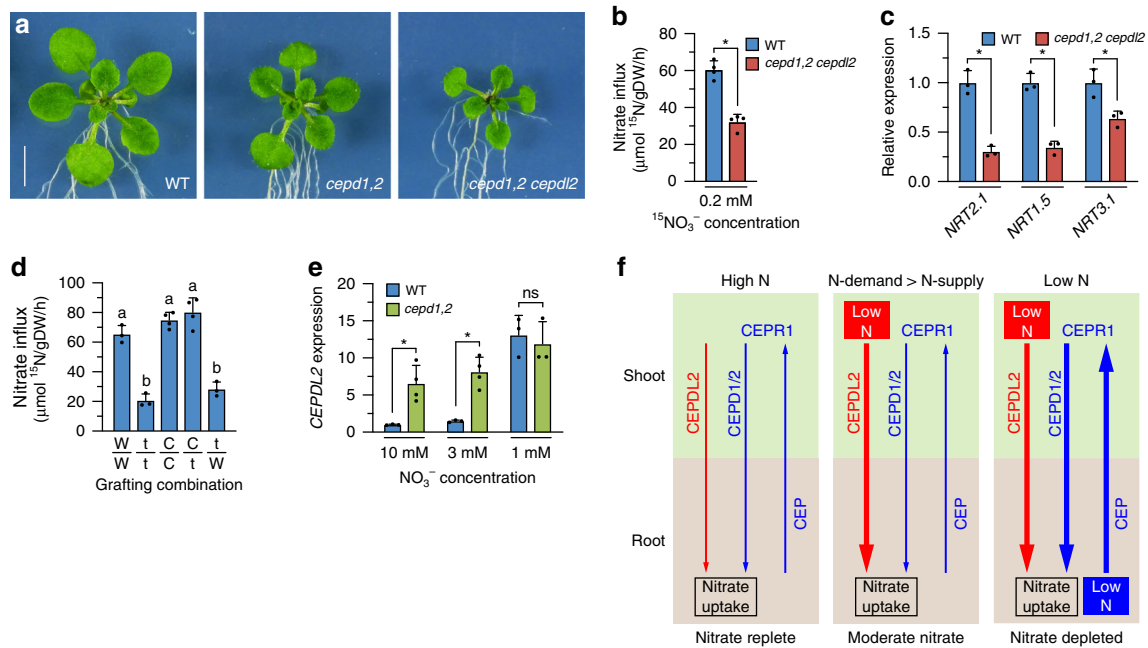 a
WT
cepd1,2
cepd1,2 cepdl2
b
Nitrate influx
(μmol ¹⁵N/gDW/h)
80
60
40
20
0
*
WT
cepd1,2 cepdl2
0.2 mM
¹⁵NO₃⁻ concentration
c
Relative expression
1.5
1.0
0.5
0
WT
cepd1,2 cepdl2
* * *
NRT2.1
NRT1.5
NRT3.1
d
Nitrate influx
(μmol ¹⁵N/gDW/h)
100
80
60
40
20
0
a b a a b
W t C C t
W t C t W
Grafting combination
e
CEPDL2 expression
20
15
10
5
0
WT
cepd1,2
* * ns
10 mM 3 mM 1 mM
NO₃⁻ concentration
f
High N
N-demand > N-supply
Low N
Shoot
Root
CEPR1
CEPDL2
CEPD1/2
CEP
Nitrate
uptake
Nitrate replete
Low
N
CEPR1
CEPDL2
CEPD1/2
CEP
Nitrate
uptake
Moderate nitrate
Low
N
CEPR1
CEPDL2
CEPD1/2
CEP
Nitrate
uptake
Low
N
Nitrate depleted